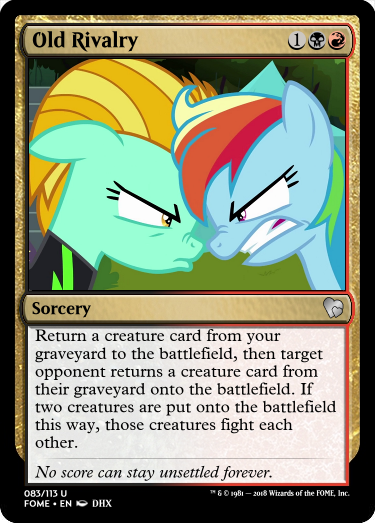 Old Rivalry 1
Sorcery
Return a creature card from your
graveyard to the battlefield, then target
opponent returns a creature card from
their graveyard onto the battlefield. If
two creatures are put onto the battlefield
this way, those creatures fight each
other.
No score can stay unsettled forever.
083/113 U
FOME • EN DHX
™ & © 1981 — 2018 Wizards of the FOME, Inc.